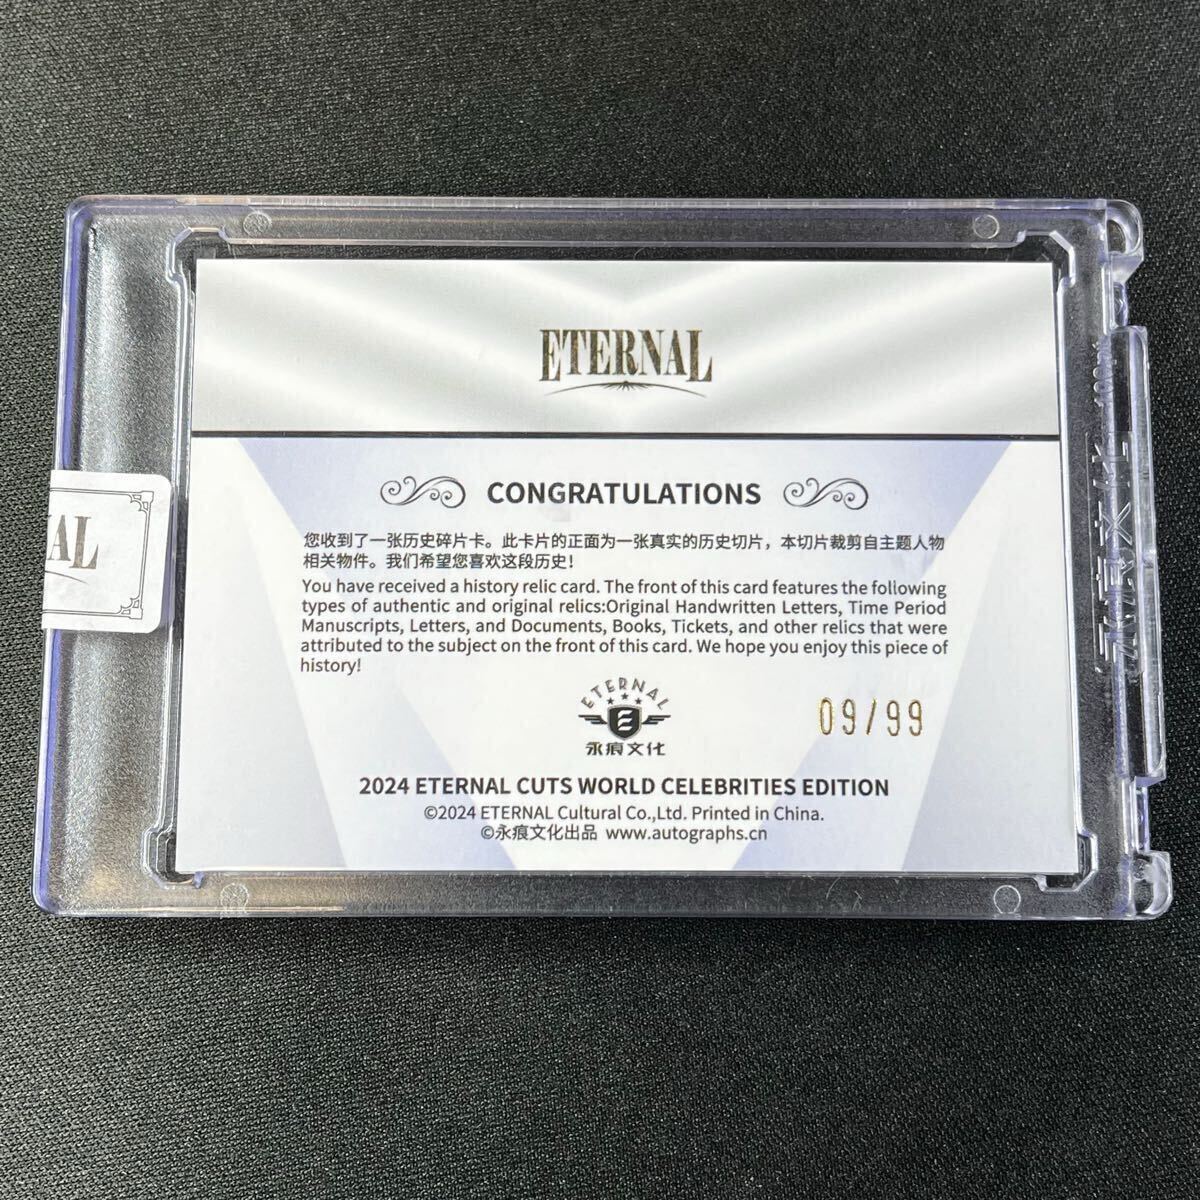 ETERNAL
CONGRATULATIONS
您收到了一张历史碎片卡。此卡片的正面为一张真实的历史切片，本切片裁剪自主题人物
相关物件。我们希望您喜欢这段历史！
You have received a history relic card. The front of this card features the following
types of authentic and original relics:Original Handwritten Letters, Time Period
Manuscripts, Letters, and Documents, Books, Tickets, and other relics that were
attributed to the subject on the front of this card. We hope you enjoy this piece of
history!
ETERNAL
E
永痕文化
09/99
2024 ETERNAL CUTS WORLD CELEBRITIES EDITION
©2024 ETERNAL Cultural Co.,Ltd. Printed in China.
©永痕文化出品 www.autographs.cn
NAL
永痕文化